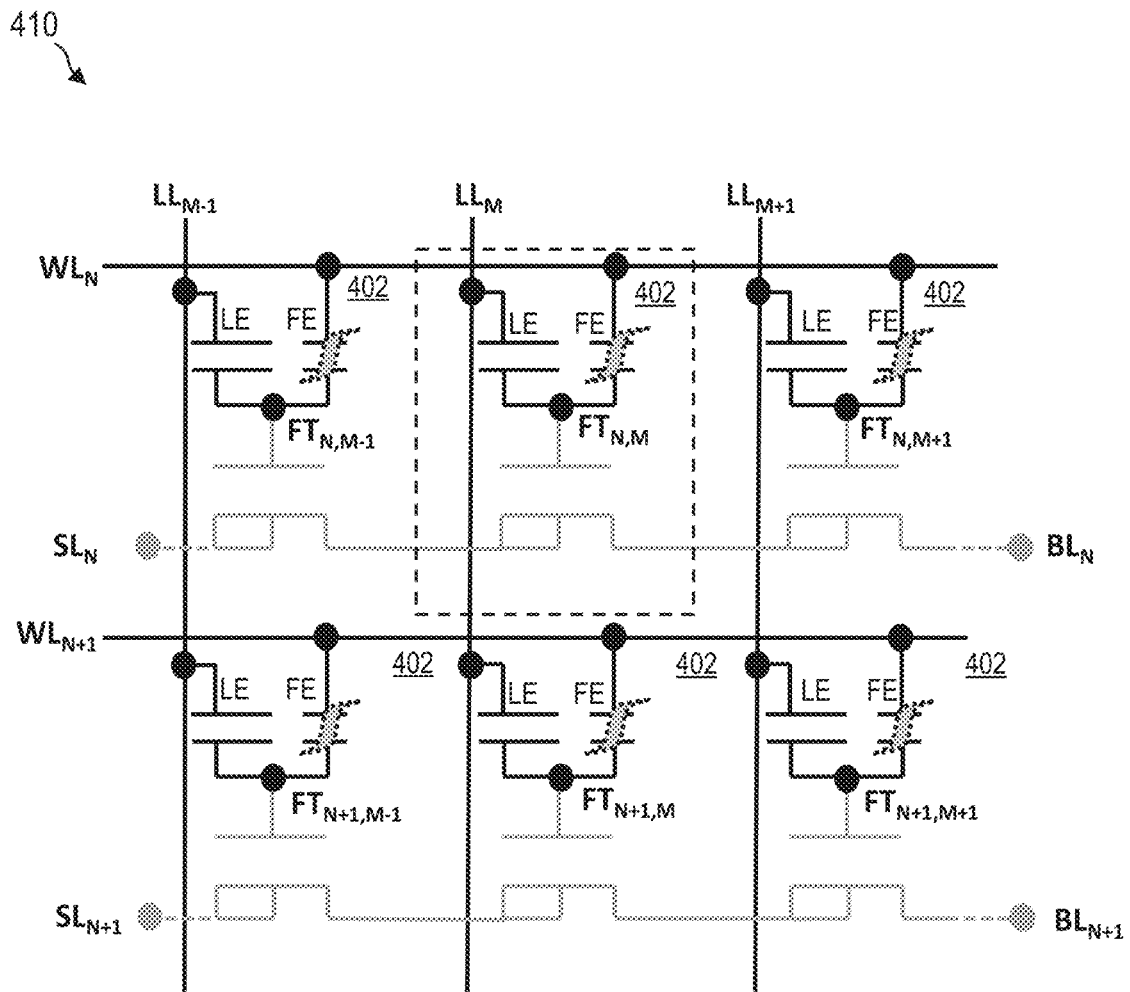 410
LL_M-1 LL_M LL_M+1
WL_N 402 402 402
LE FE LE FE LE FE
FT_N,M-1 FT_N,M FT_N,M+1
SL_N BL_N
WL_N+1 402 402 402
LE FE LE FE LE FE
FT_N+1,M-1 FT_N+1,M FT_N+1,M+1
SL_N+1 BL_N+1